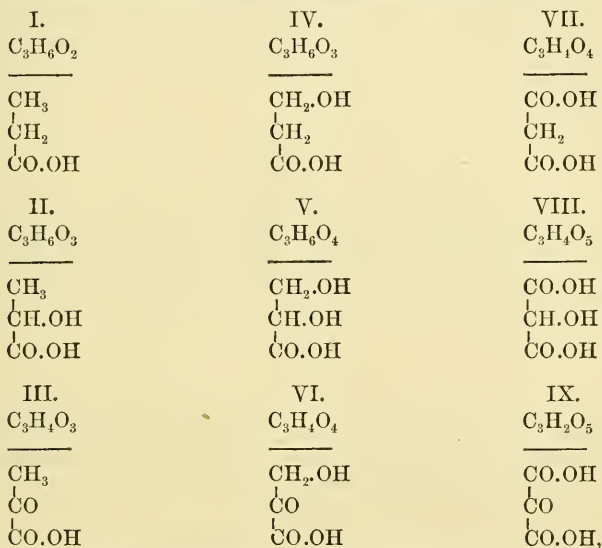 I. IV. VII.
C₃H₆O₂ C₃H₆O₃ C₃H₄O₄
CH₃ CH₂.OH CO.OH
CH₂ CH₂ CH₂
CO.OH CO.OH CO.OH
II. V. VIII.
C₃H₆O₃ C₃H₆O₄ C₃H₄O₅
CH₃ CH₂.OH CO.OH
CH.OH CH.OH CH.OH
CO.OH CO.OH CO.OH
III. VI. IX.
C₃H₄O₃ C₃H₄O₄ C₃H₂O₅
CH₃ CH₂.OH CO.OH
CO CO CO
CO.OH CO.OH CO.OH,